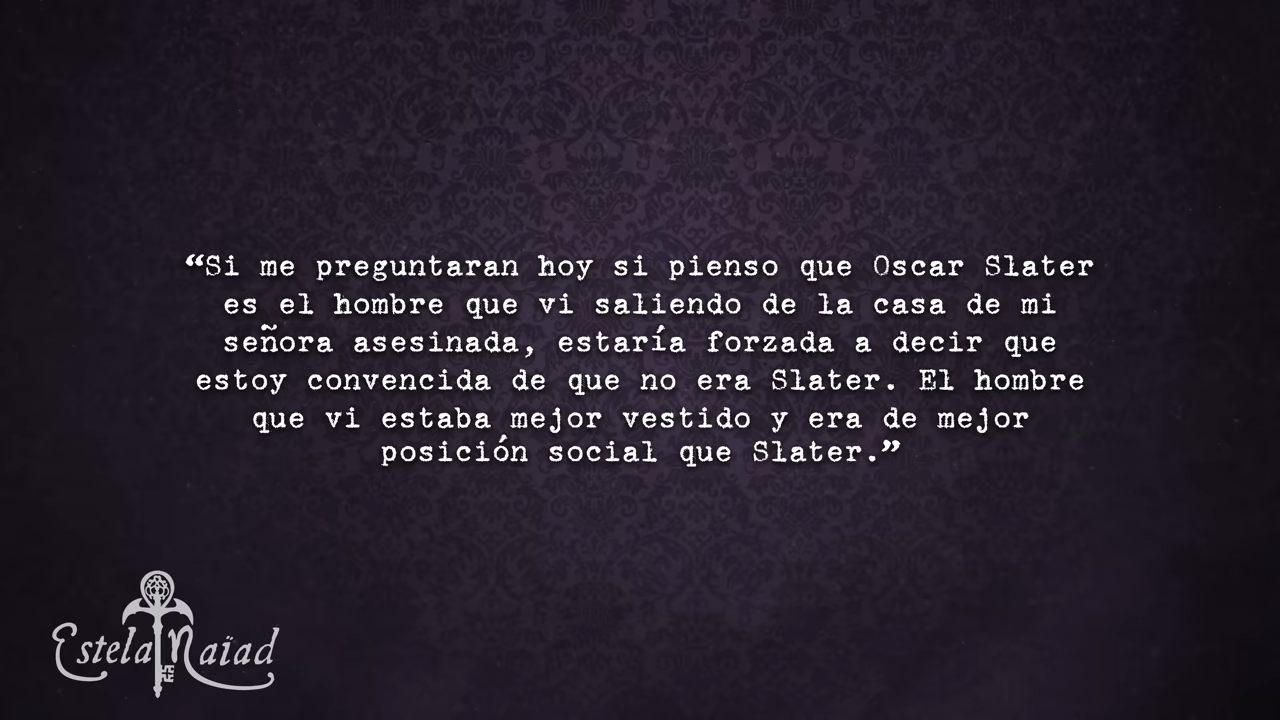 “Si me preguntaran hoy si pienso que Oscar Slater
es el hombre que vi saliendo de la casa de mi
señora asesinada, estaría forzada a decir que
estoy convencida de que no era Slater. El hombre
que vi estaba mejor vestido y era de mejor
posición social que Slater.”
Estela Naïad